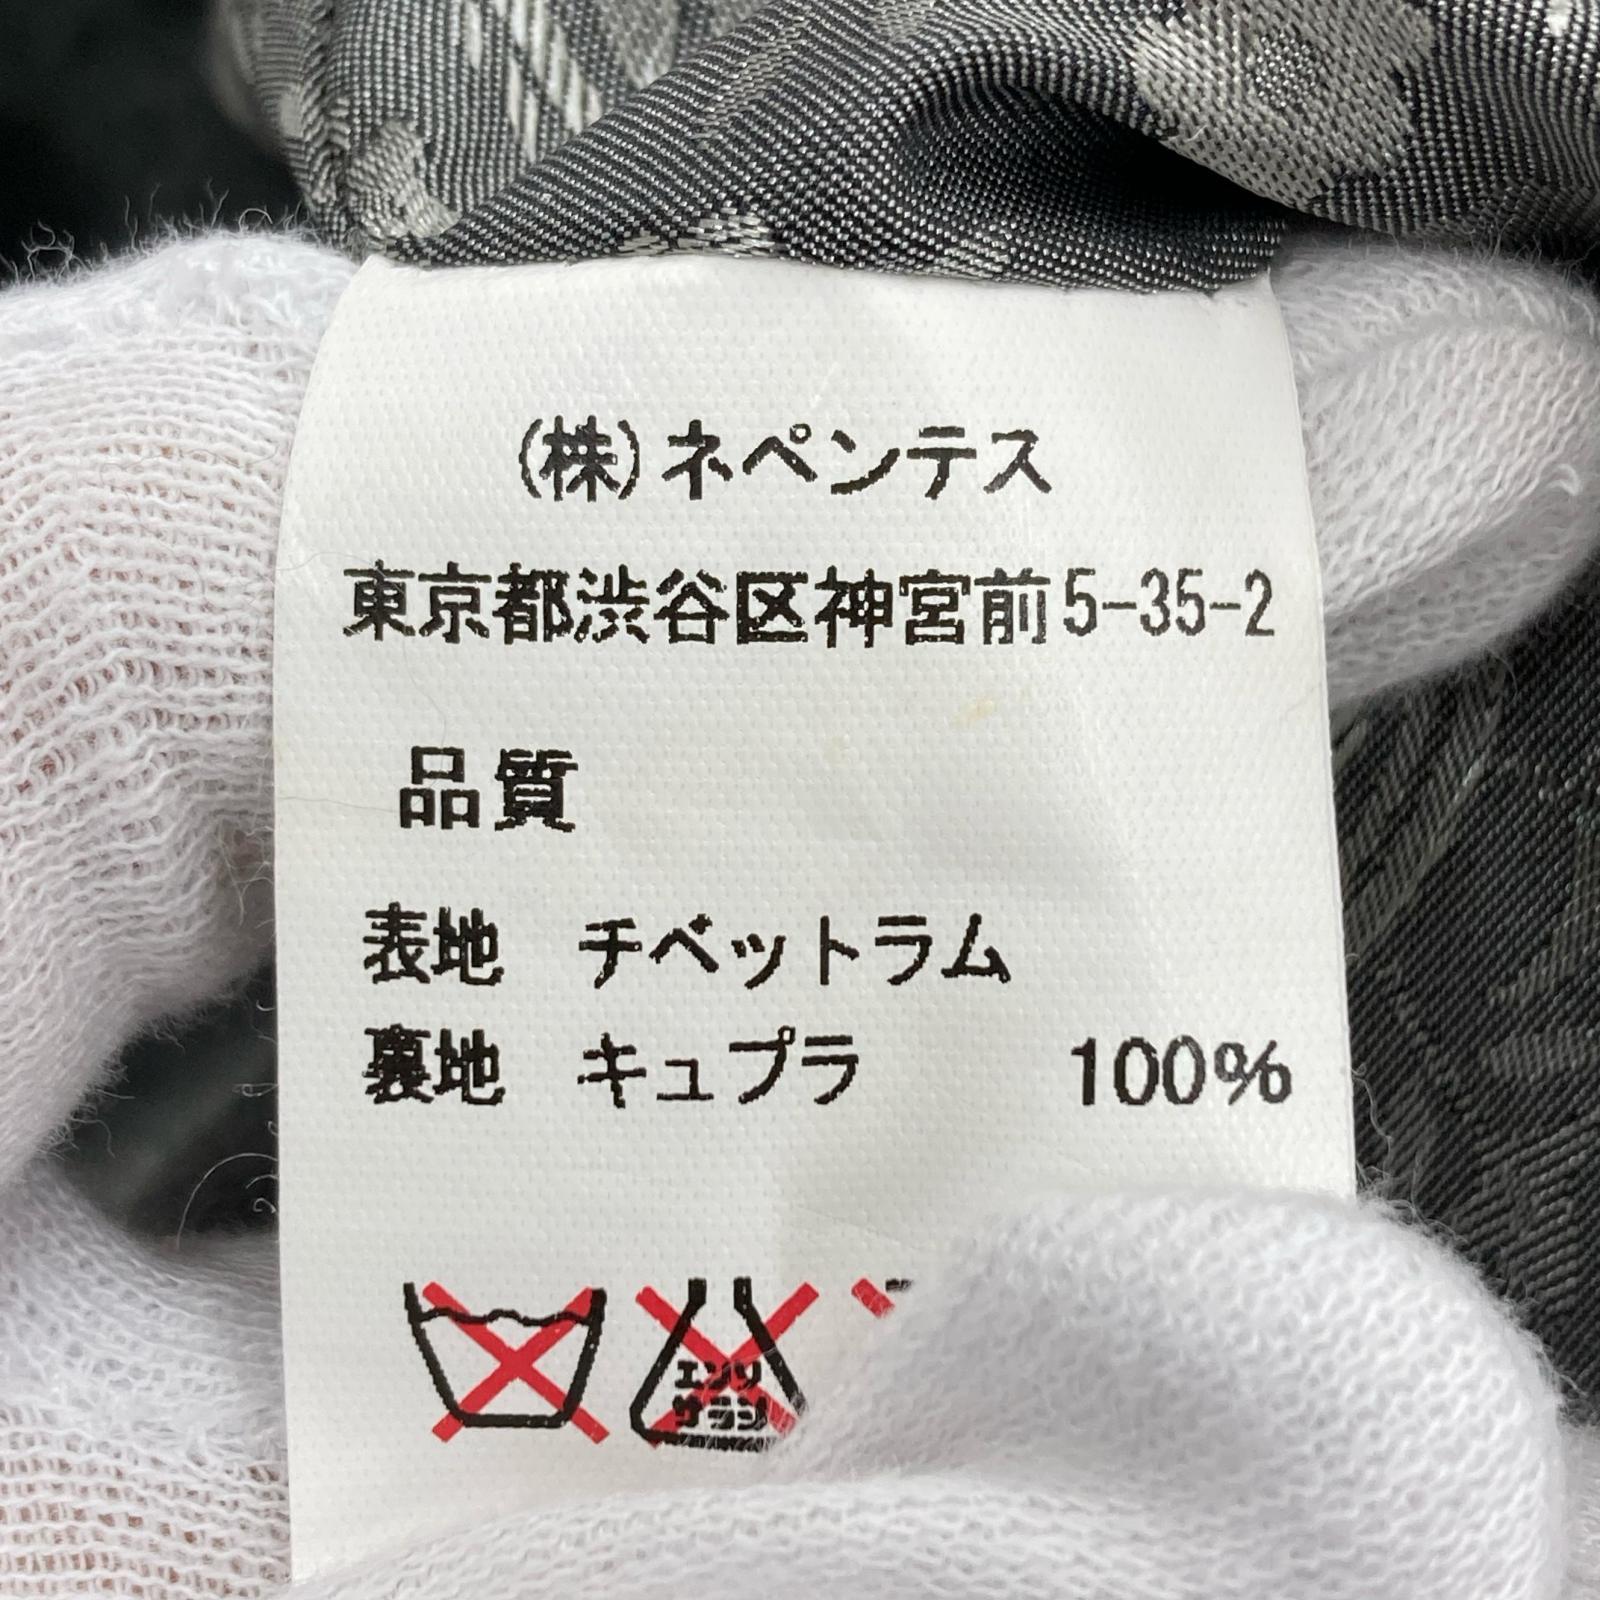 (株)ネペンテス
東京都渋谷区神宮前5-35-2
品質
表地 チベットラム
裏地 キュプラ 100%
エンソ
サラシ